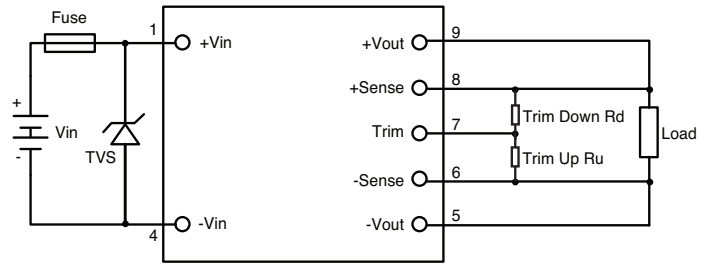 Fuse
1
+Vin
+Vout
9
+Sense
8
Trim Down Rd
+
Vin
-
TVS
Trim
7
Load
Trim Up Ru
-Sense
6
4
-Vin
-Vout
5